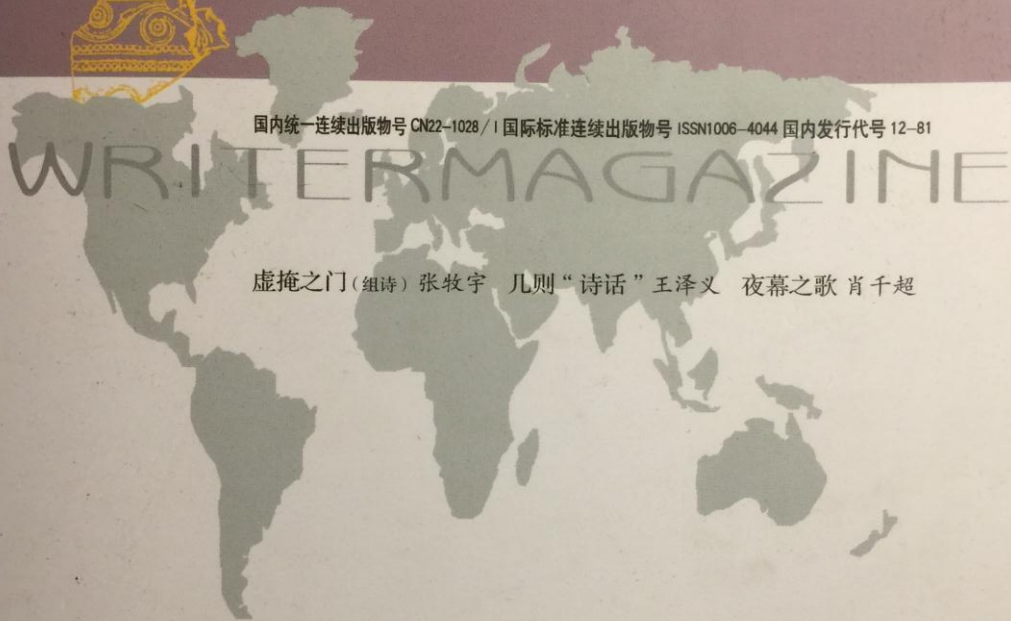 国内统一连续出版物号 CN22-1028/I 国际标准连续出版物号 ISSN1006-4044 国内发行代号 12-81
WRITERMAGAZINE
虚掩之门(组诗) 张牧宇 几则“诗话”王泽义 夜幕之歌 肖千超